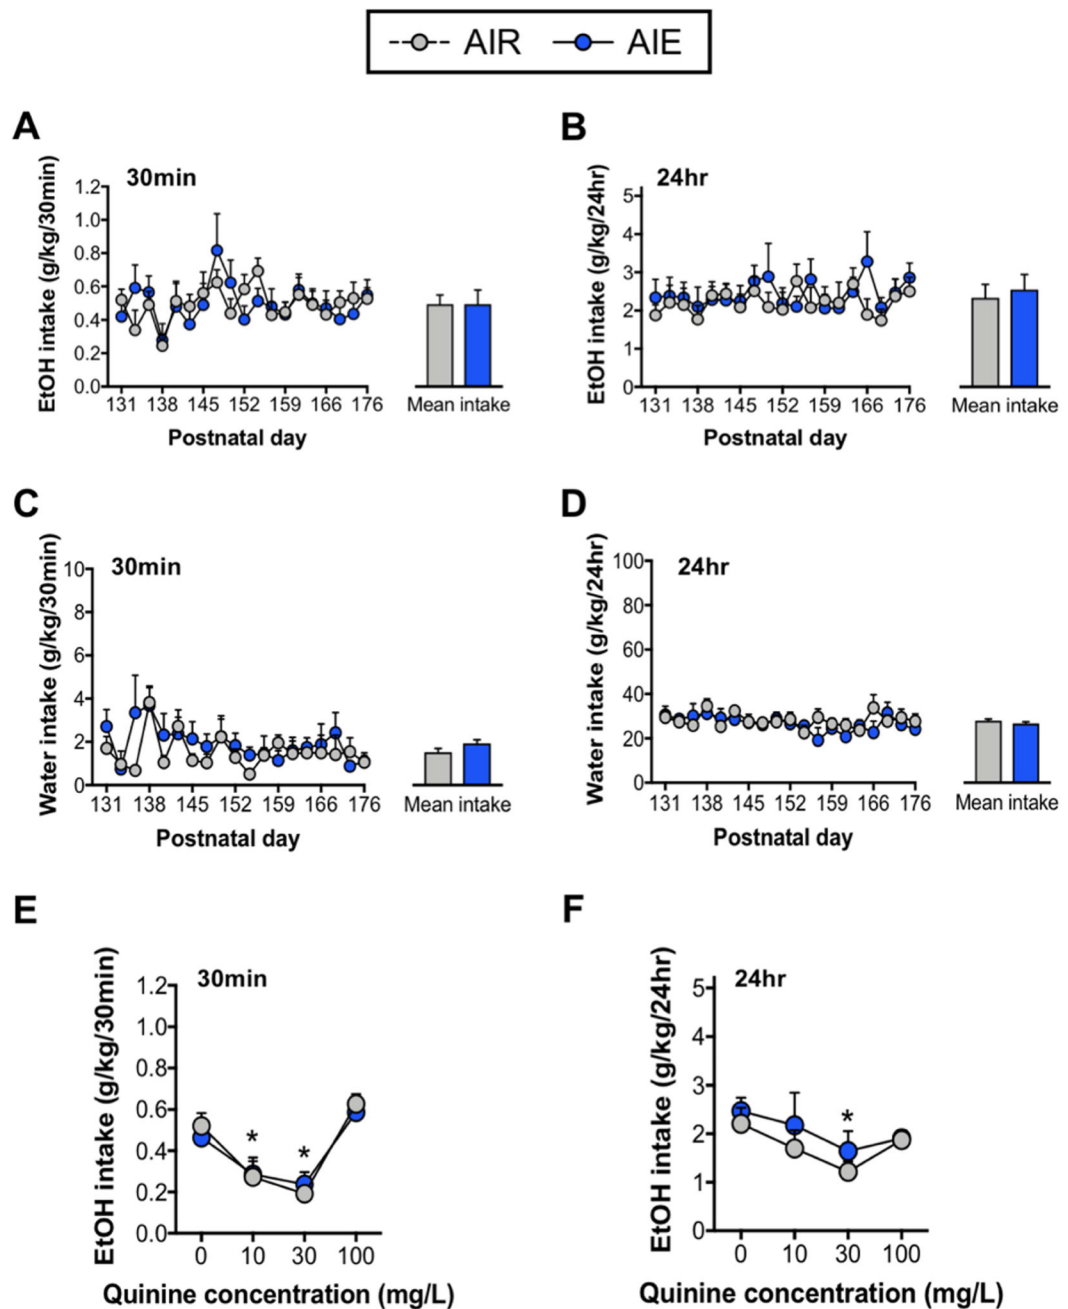 AIR AIE
A
30min
EtOH intake (g/kg/30min)
1.2
1.0
0.8
0.6
0.4
0.2
0.0
131 138 145 152 159 166 176
Mean intake
Postnatal day
B
24hr
EtOH intake (g/kg/24hr)
5
4
3
2
1
0
131 138 145 152 159 166 176
Mean intake
Postnatal day
C
30min
Water intake (g/kg/30min)
10
8
6
4
2
0
131 138 145 152 159 166 176
Mean intake
Postnatal day
D
24hr
Water intake (g/kg/24hr)
100
80
60
40
20
0
131 138 145 152 159 166 176
Mean intake
Postnatal day
E
30min
EtOH intake (g/kg/30min)
1.2
1.0
0.8
0.6
0.4
0.2
0.0
* *
0 10 30 100
Quinine concentration (mg/L)
F
24hr
EtOH intake (g/kg/24hr)
5
4
3
2
1
0
*
0 10 30 100
Quinine concentration (mg/L)